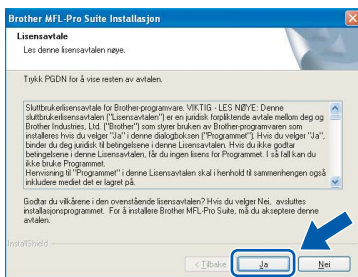 Brother MFL-Pro Suite Installasjon
Lisensavtale
Les denne lisensavtalen nøye.
Trykk PGDN for å vise resten av avtalen.
Sluttbrukerlisensavtale for Brother-programvare. VIKTIG - LES NØYE: Denne
sluttbrukerlisensavtalen ("Lisensavtalen") er en juridisk forpliktende avtale mellom deg og
Brother Industries, Ltd. ("Brother") som styrer bruken av Brother-programvaren som
installeres hvis du velger "Ja" i denne dialogboksen ("Programmet"). Hvis du velger "Ja",
binder du deg juridisk til betingelsene i denne Lisensavtalen. Hvis du ikke godtar
betingelsene i denne Lisensavtalen, får du ingen lisens for Programmet. I så fall kan du
ikke bruke Programmet.
Henvisning til "Programmet" i denne Lisensavtalen skal i henhold til sammenhengen også
inkludere mediet det er lagret på.
Godtar du vilkårene i den ovenstående lisensavtalen? Hvis du velger Nei, avsluttes
installasjonsprogrammet. For å installere Brother MFL-Pro Suite, må du akseptere denne
avtalen.
InstallShield
< Tilbake
Ja
Nei